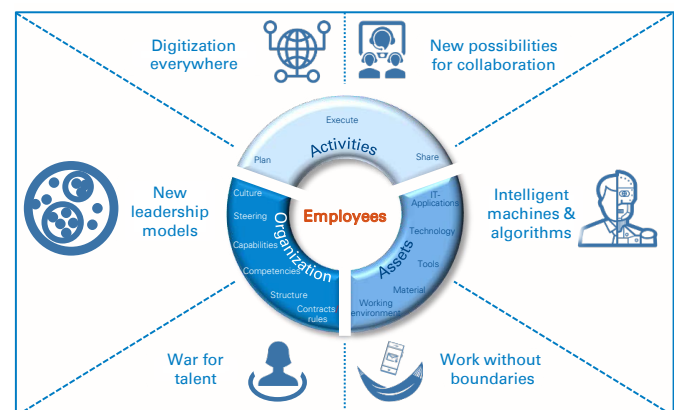 Digitization
everywhere
New possibilities
for collaboration
Execute
Activities
Plan
Share
New
leadership
models
Culture
Steering
Capabilities
Competencies
Structure
Contracts
rules
Organization
Employees
IT-
Applications
Technology
Tools
Material
Working
environment
Assets
Intelligent
machines &
algorithms
War for
talent
Work without
boundaries